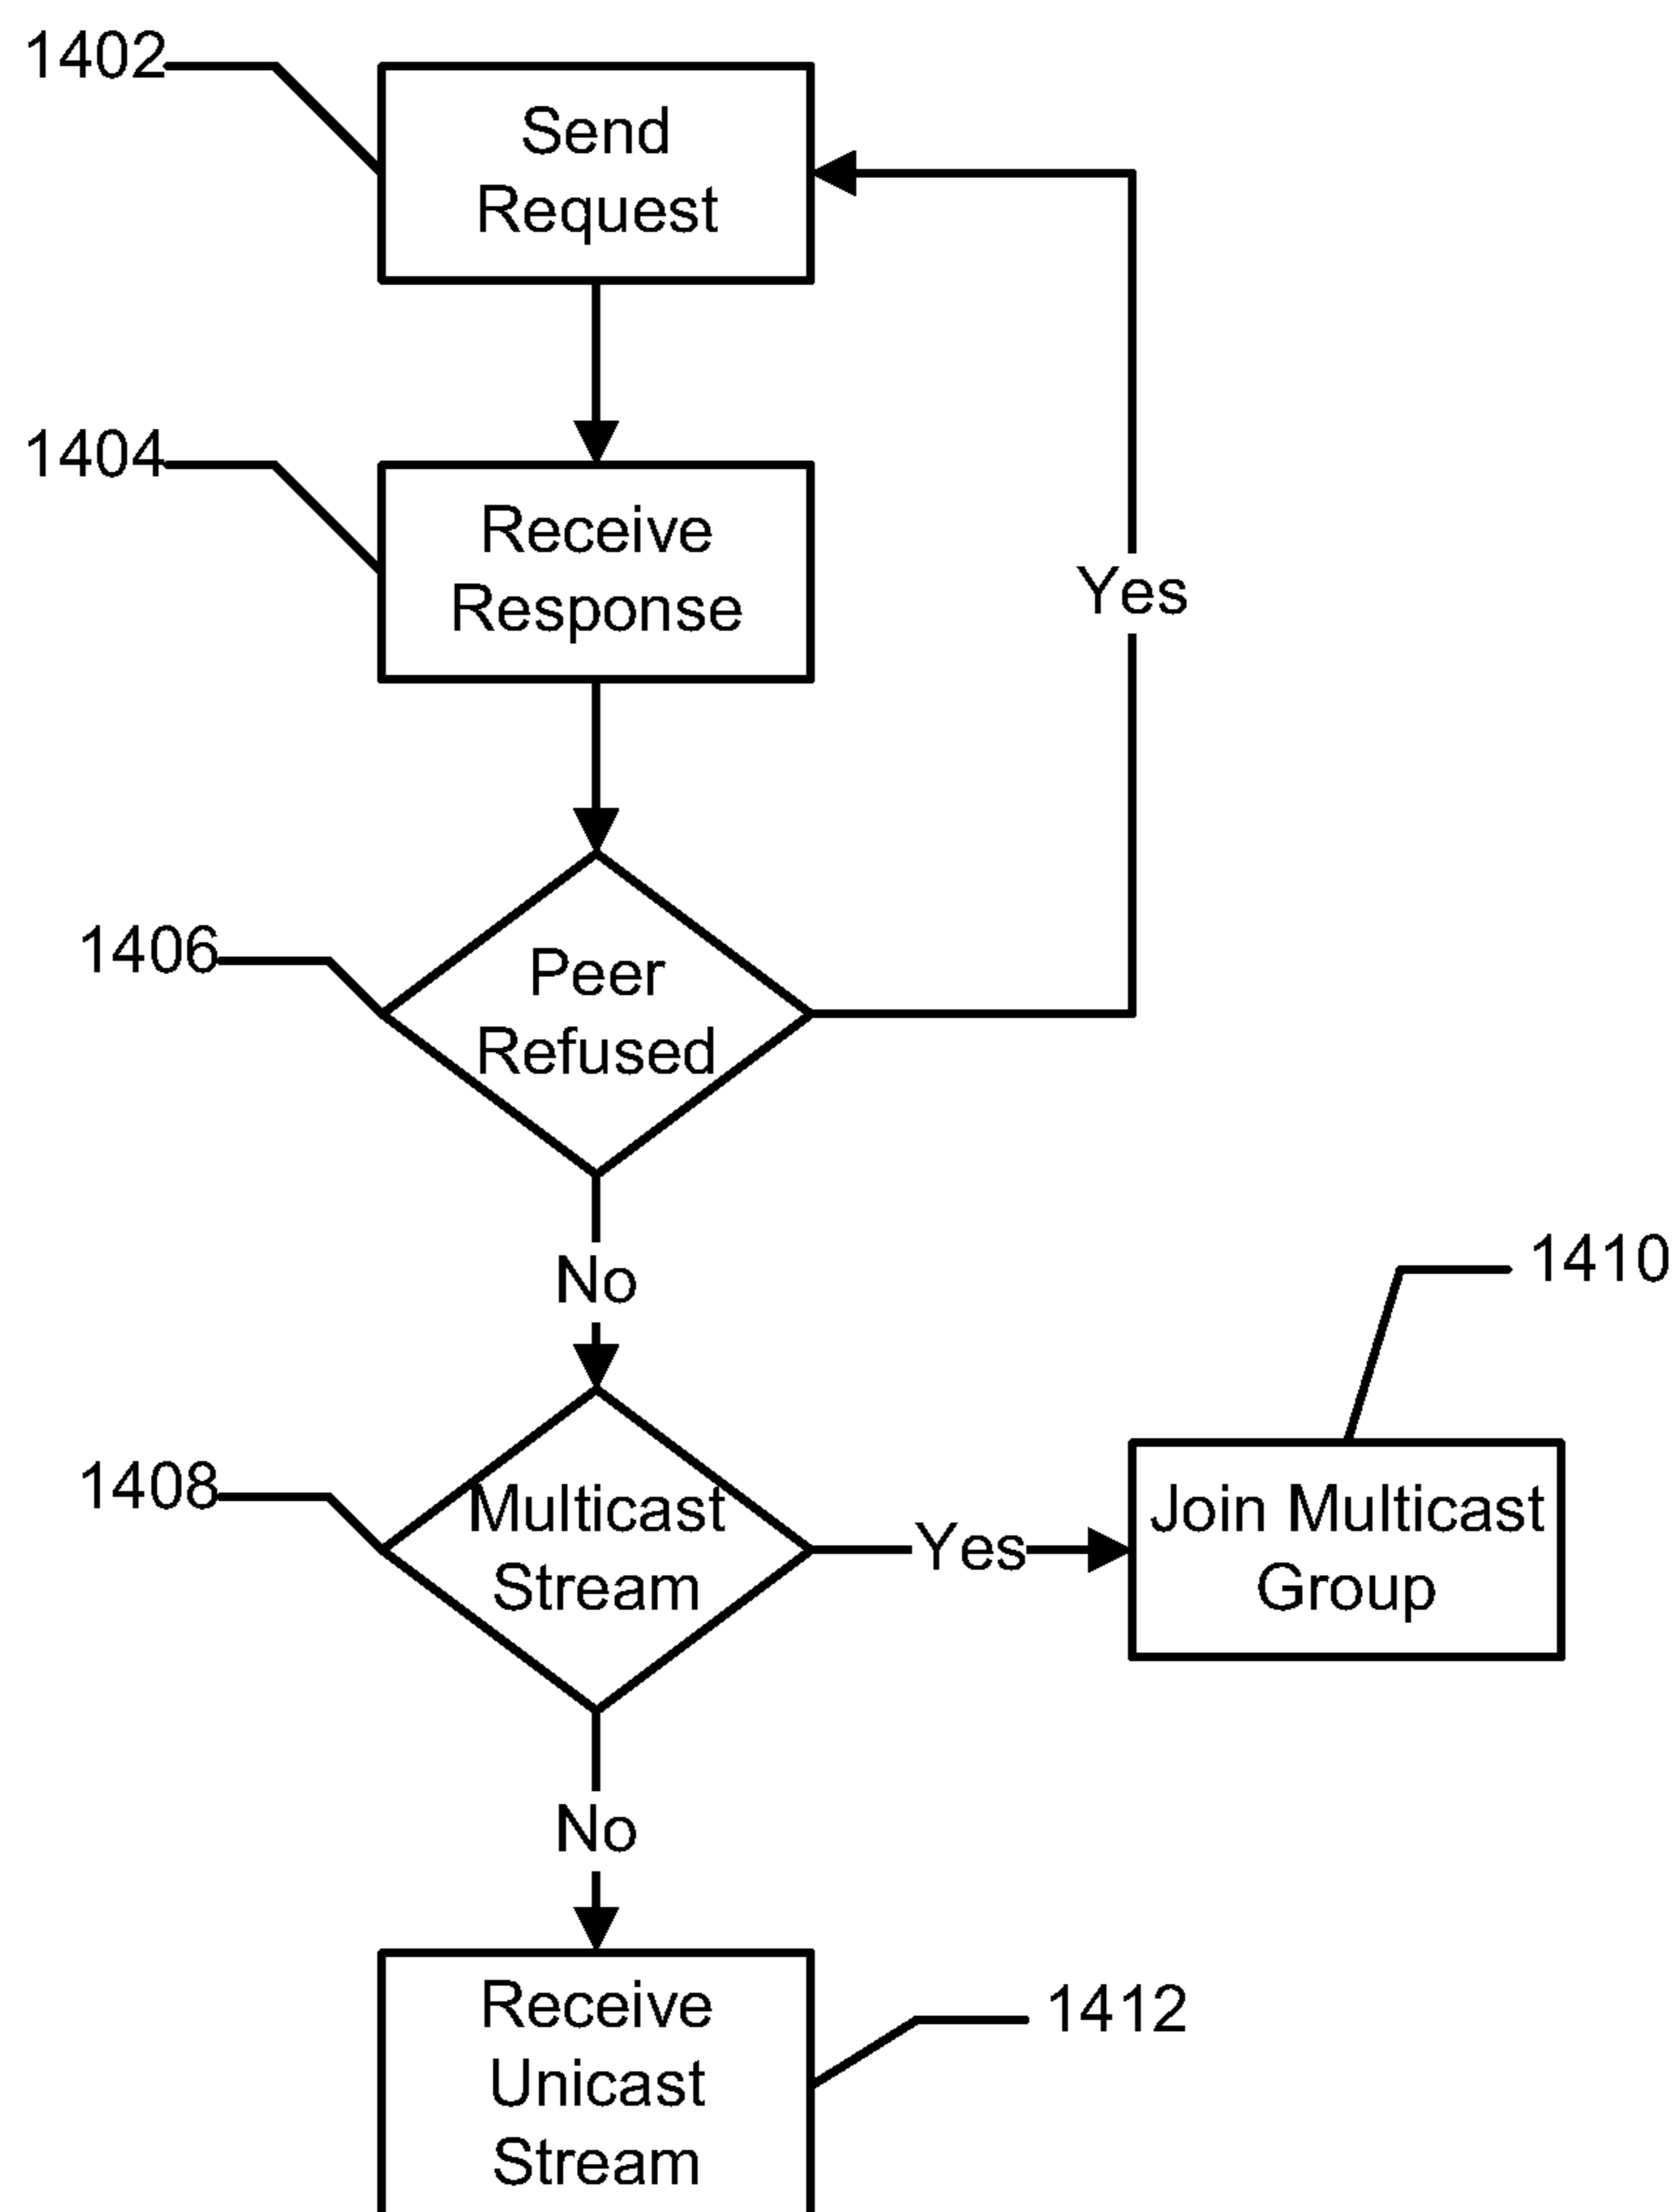 1402
Send
Request
1404
Receive
Response
Yes
1406
Peer
Refused
No
1410
1408
Multicast
Stream
Yes
Join Multicast
Group
No
Receive
Unicast
Stream
1412